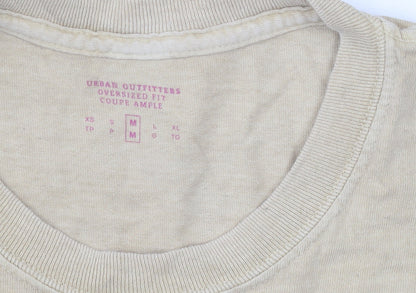 URBAN OUTFITTERS
OVERSIZED FIT
COUPE AMPLE
XS S M L XL
TP P M G TG